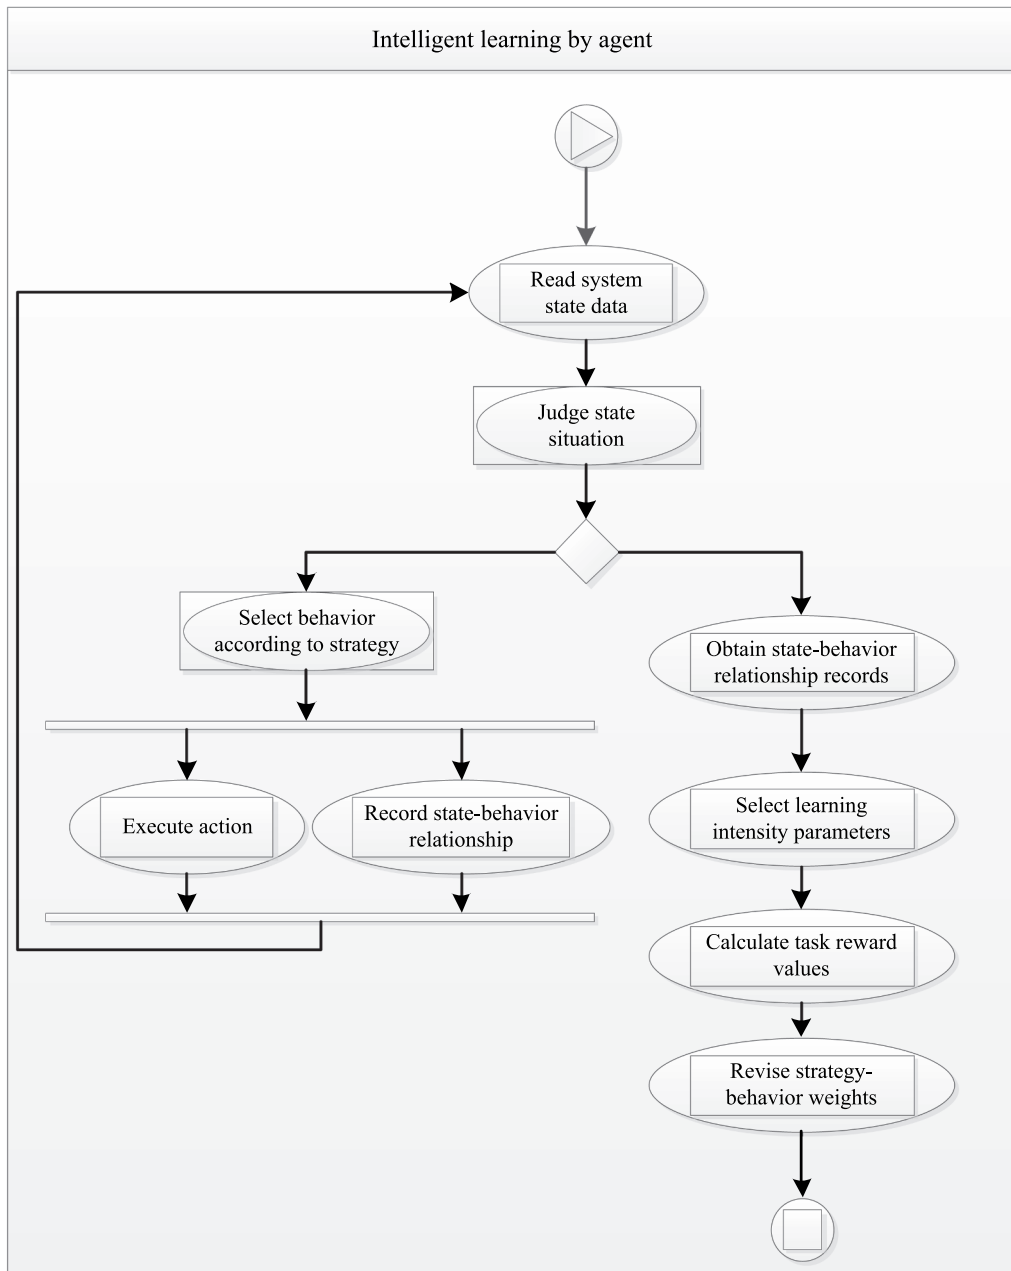 Intelligent learning by agent
Read system
state data
Judge state
situation
Select behavior
according to strategy
Obtain state-behavior
relationship records
Execute action
Record state-behavior
relationship
Select learning
intensity parameters
Calculate task reward
values
Revise strategy-
behavior weights